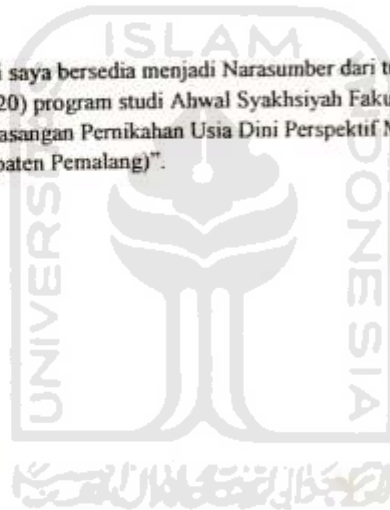 ISLAM
UNIVERSITAS
INDONESIA
i saya bersedia menjadi Narasumber dari
20) program studi Ahwal Syakhsiyah Faku
asangan Pernikahan Usia Dini Perspektif
paten Pemalang)".